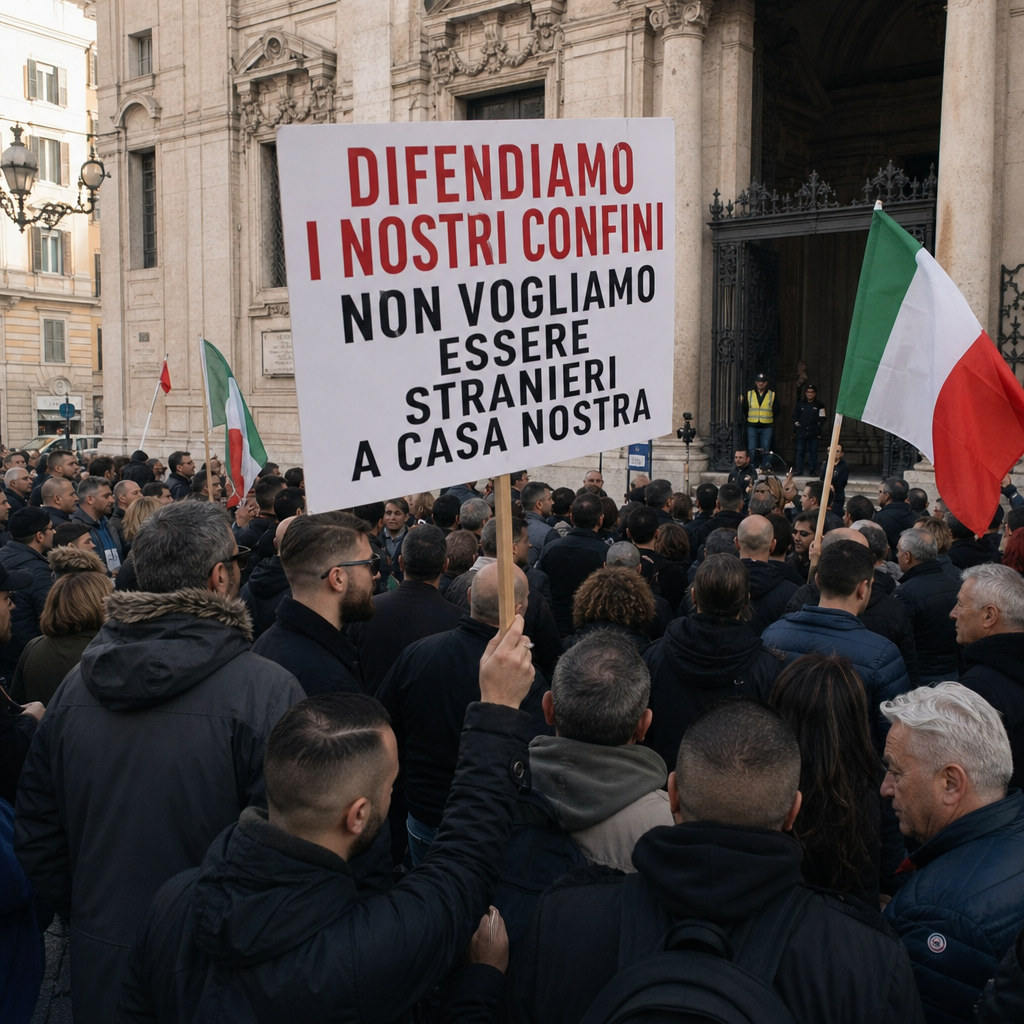 DIFENDIAMO
I NOSTRI CONFINI
NON VOGLIAMO
ESSERE
STRANIERI
A CASA NOSTRA